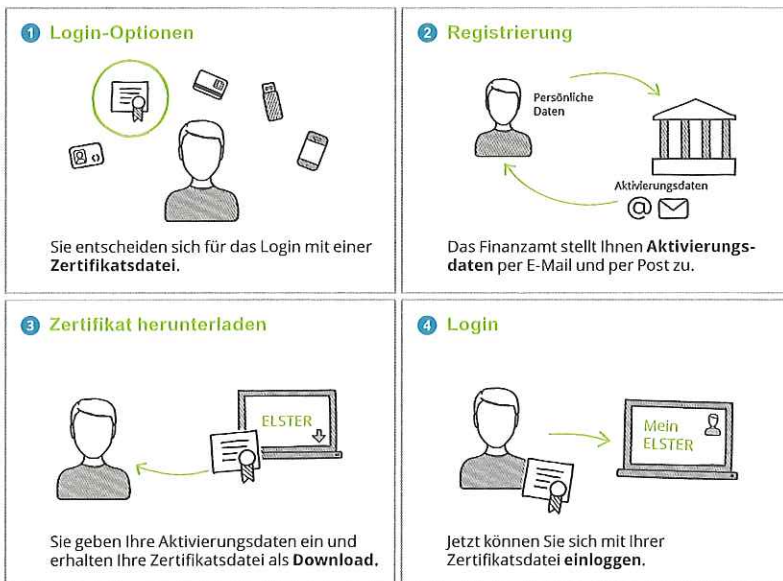 1 Login-Optionen
Sie entscheiden sich für das Login mit einer
Zertifikatsdatei.
2 Registrierung
Persönliche
Daten
Aktivierungsdaten
@
Das Finanzamt stellt Ihnen Aktivierungs-
daten per E-Mail und per Post zu.
3 Zertifikat herunterladen
ELSTER
Sie geben Ihre Aktivierungsdaten ein und
erhalten Ihre Zertifikatsdatei als Download.
4 Login
Mein
ELSTER
Jetzt können Sie sich mit Ihrer
Zertifikatsdatei einloggen.